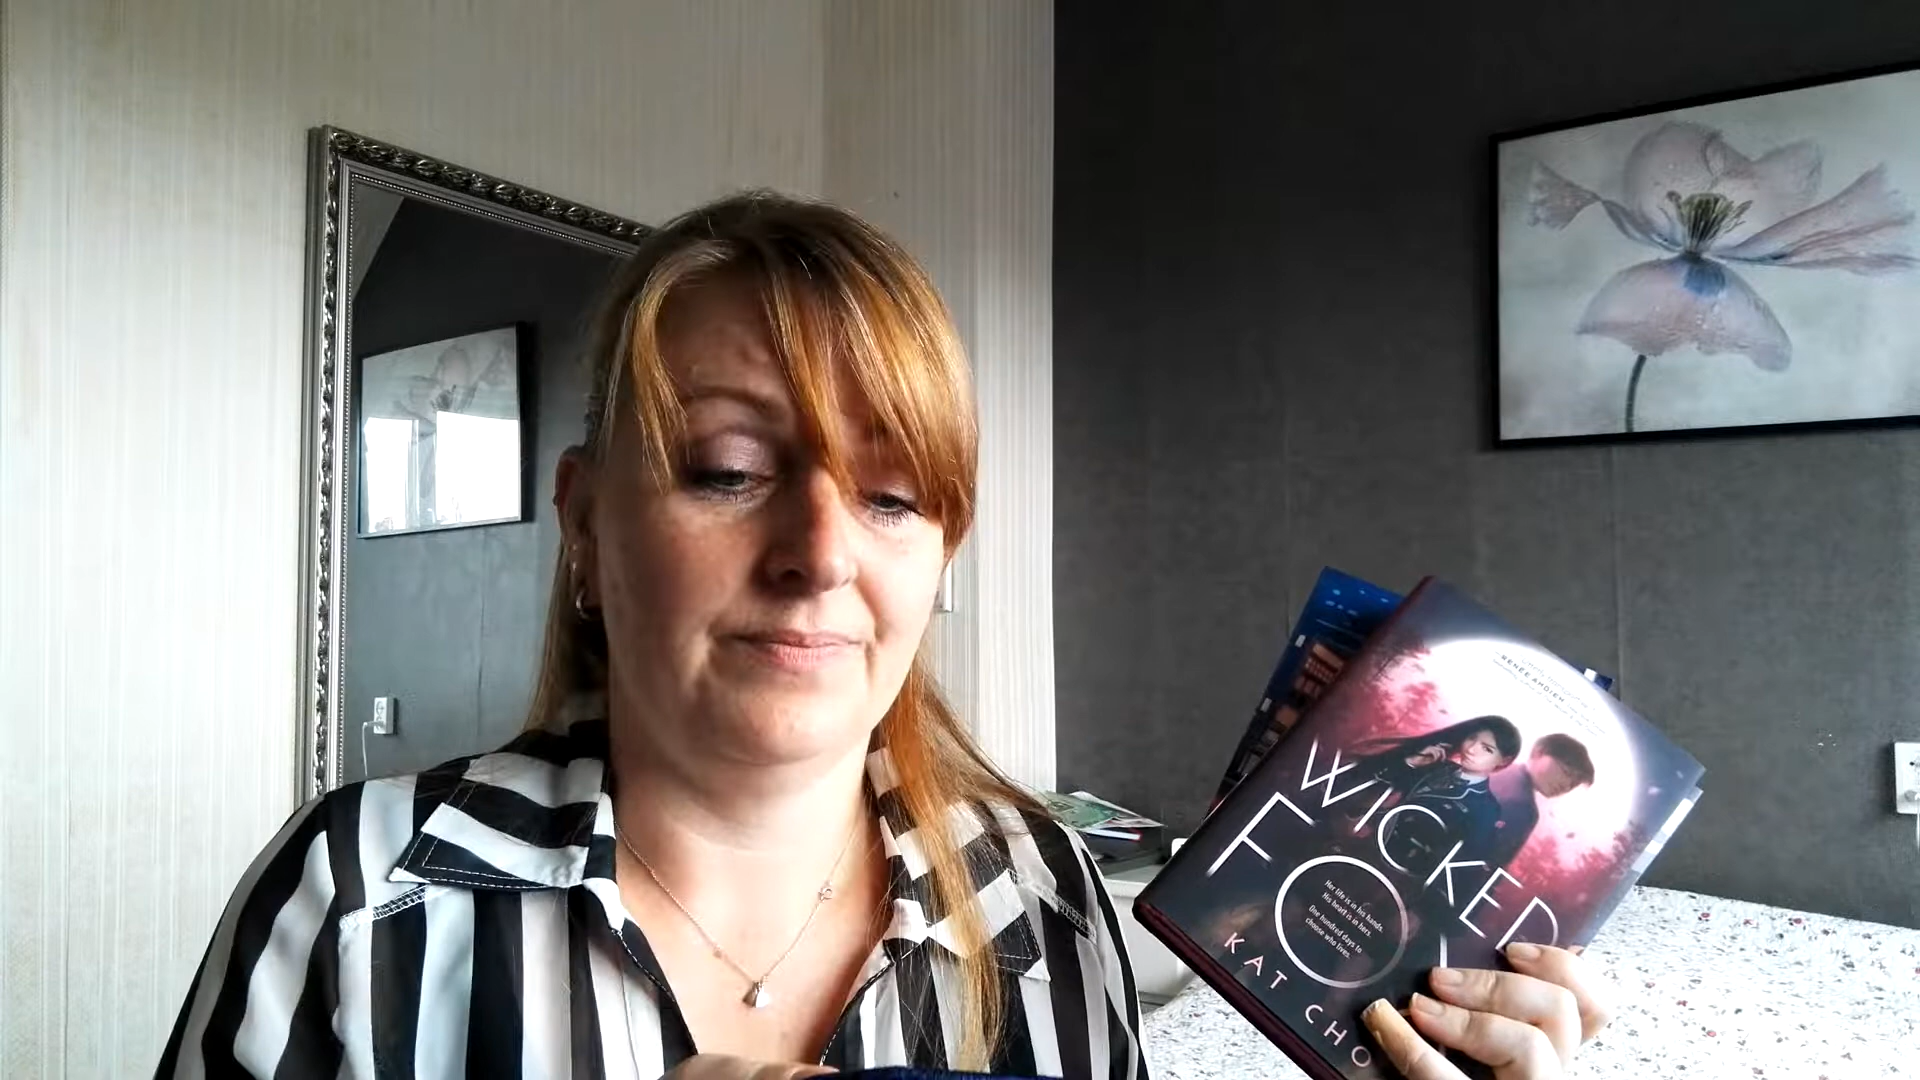 RENÉE AHDIEH
WICKED
FO
Her life is in his hands.
His heart is in hers.
One hundred days to
choose who lives.
KAT CHO